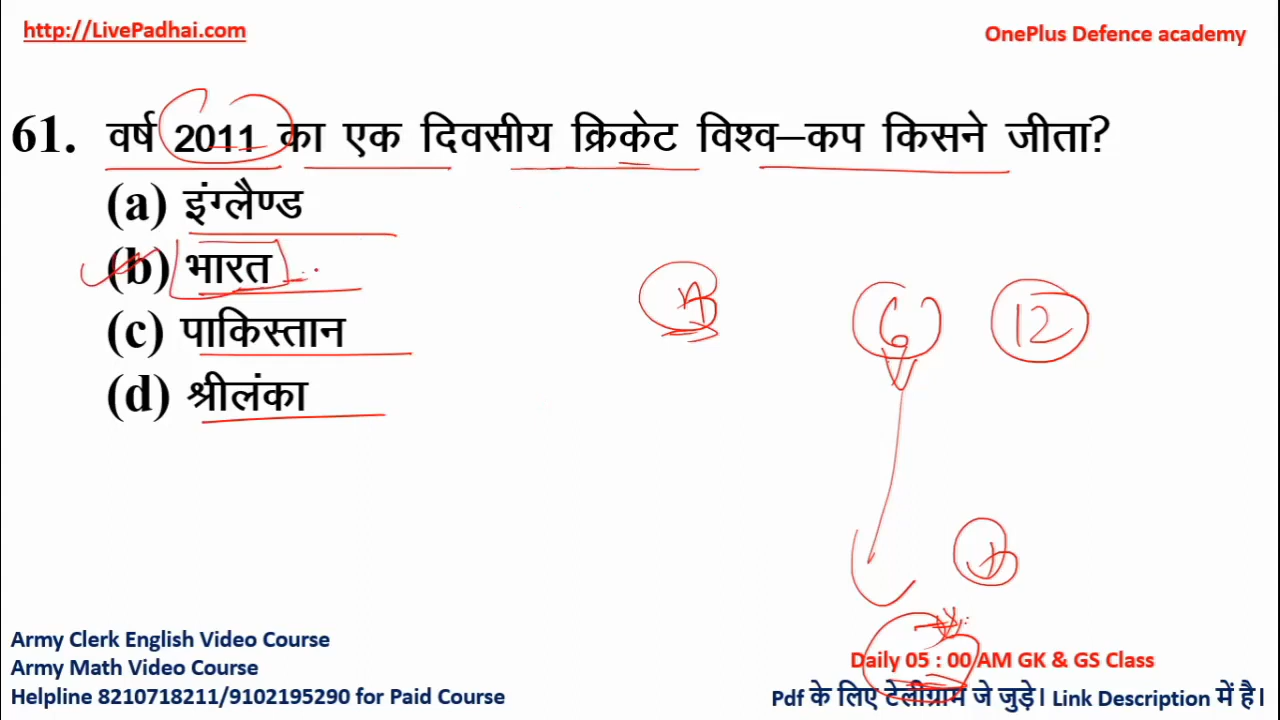 http://LivePadhai.com
OnePlus Defence academy
61. वर्ष 2011 का एक दिवसीय क्रिकेट विश्व–कप किसने जीता?
(a) इंग्लैण्ड
(b) भारत
(c) पाकिस्तान
(d) श्रीलंका
6 12
Army Clerk English Video Course
Army Math Video Course
Helpline 8210718211/9102195290 for Paid Course
Daily 05 : 00 AM GK & GS Class
Pdf के लिए टेलीग्राम जे जुड़े। Link Description में है।